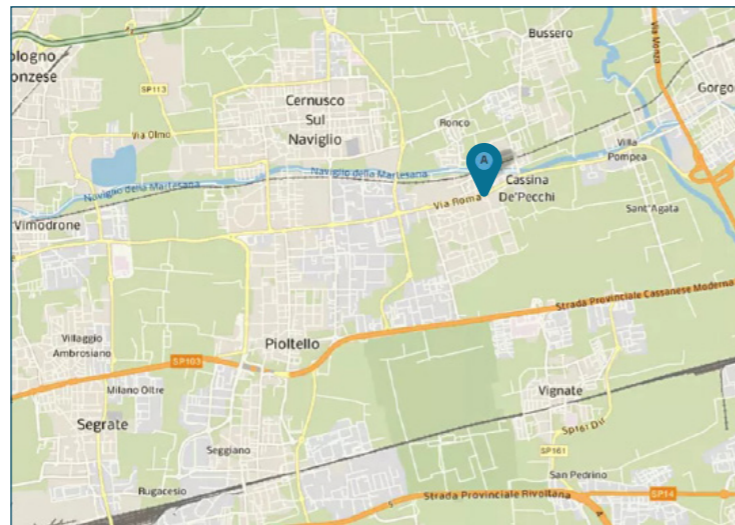 Bussero
Via Monza
ologno
onzese
SP113
Gorgo
Cernusco
Sul
Naviglio
Via Olmo
Ronco
Villa
Pompea
A
Naviglio della Martesana
Naviglio della Martesana
Cassina
De'Pecchi
Via Roma
Sant'Agata
Vimodrone
Strada Provinciale Cassanese Moderna
Villaggio
Ambrosiano
Pioltello
SP103
Milano Oltre
Vignate
Segrate
Sp161 Dir
Seggiano
SP161
San Pedrino
Rugacesio
Strada Provinciale Rivoltana
SP14